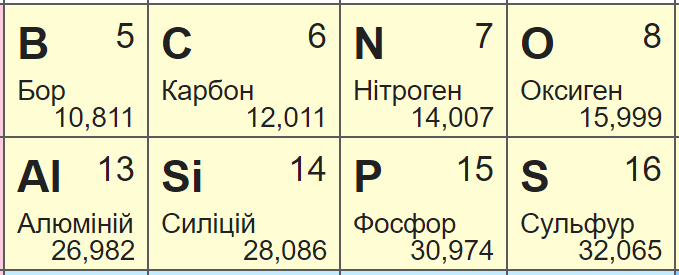 B 5 C 6 N 7 O 8
Бор Карбон Нітроген Оксиген
10,811 12,011 14,007 15,999
Al 13 Si 14 P 15 S 16
Алюміній Силіцій Фосфор Сульфур
26,982 28,086 30,974 32,065